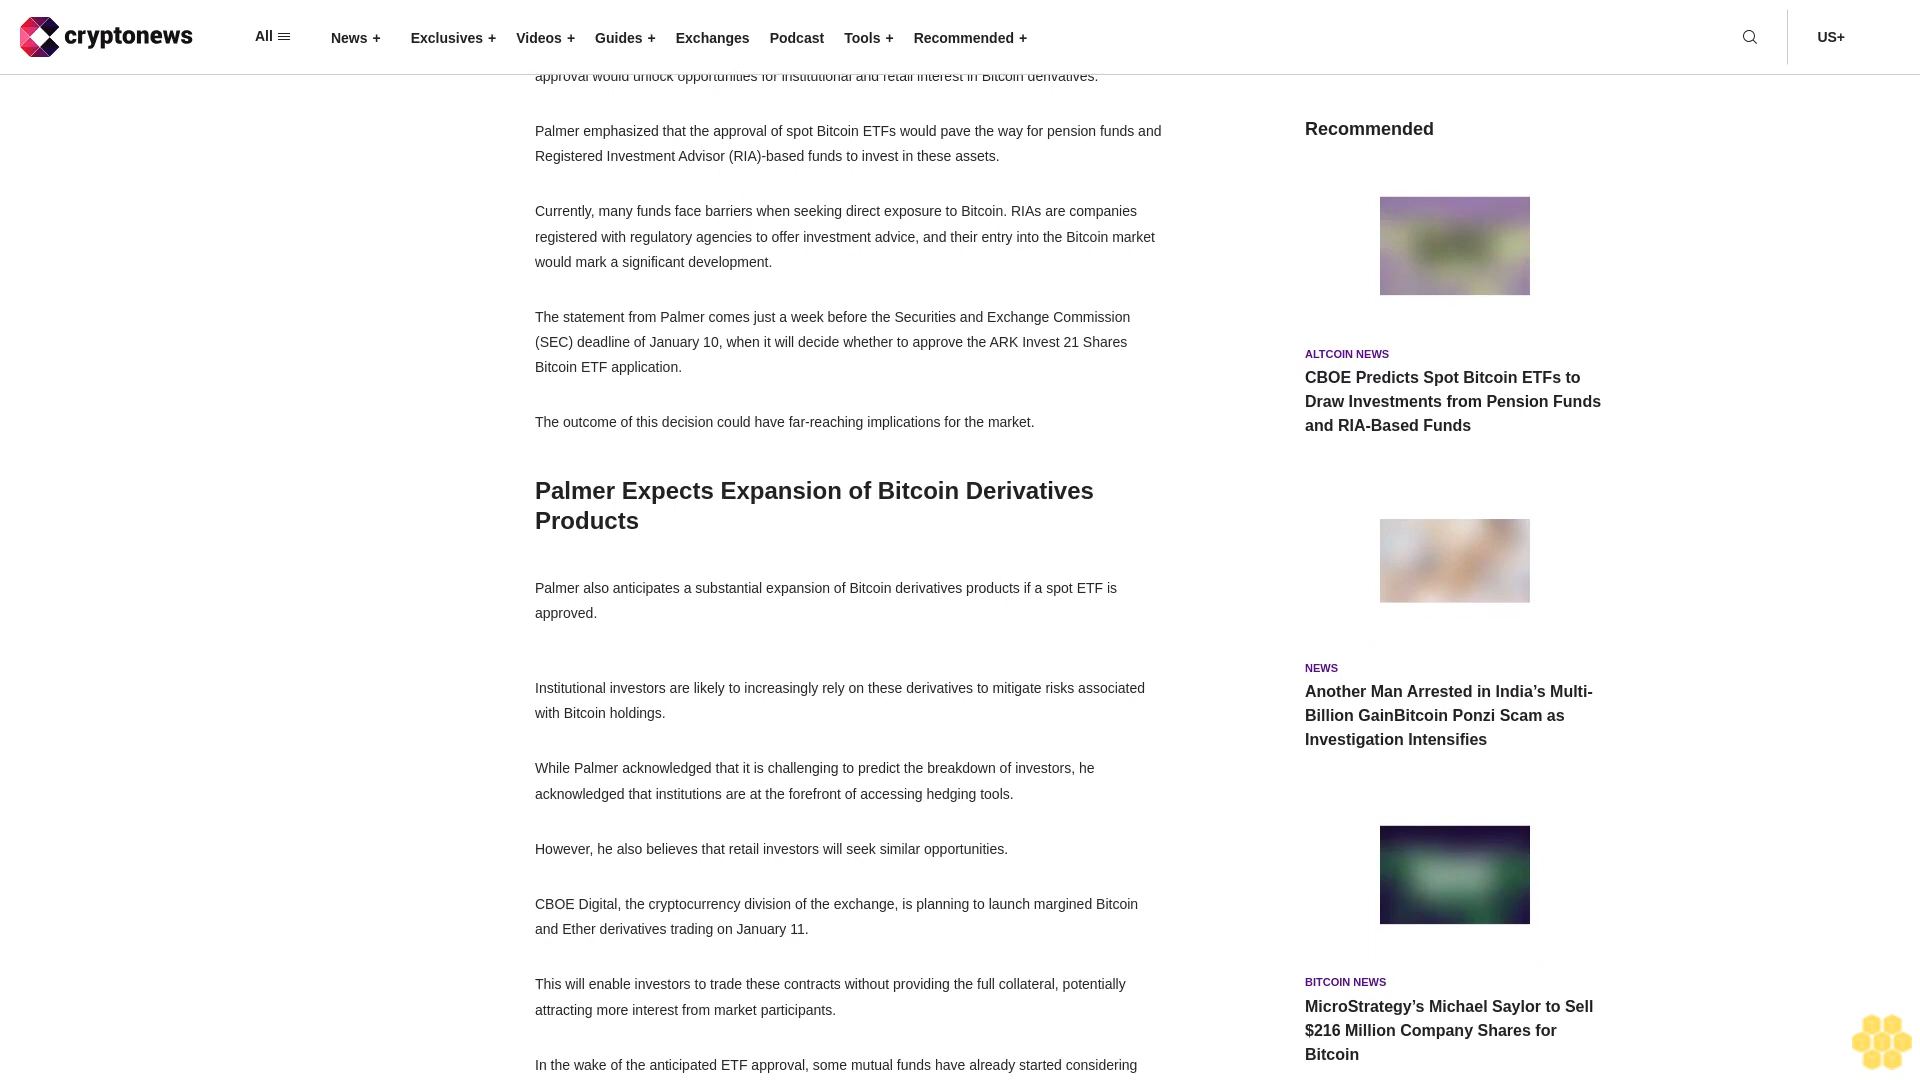 cryptonews
All
News +
Exclusives +
Videos +
Guides +
Exchanges
Podcast
Tools +
Recommended +
US+
approval would unlock opportunities for institutional and retail interest in Bitcoin derivatives.
Palmer emphasized that the approval of spot Bitcoin ETFs would pave the way for pension funds and
Registered Investment Advisor (RIA)-based funds to invest in these assets.
Currently, many funds face barriers when seeking direct exposure to Bitcoin. RIAs are companies
registered with regulatory agencies to offer investment advice, and their entry into the Bitcoin market
would mark a significant development.
The statement from Palmer comes just a week before the Securities and Exchange Commission
(SEC) deadline of January 10, when it will decide whether to approve the ARK Invest 21 Shares
Bitcoin ETF application.
The outcome of this decision could have far-reaching implications for the market.
Palmer Expects Expansion of Bitcoin Derivatives
Products
Palmer also anticipates a substantial expansion of Bitcoin derivatives products if a spot ETF is
approved.
Institutional investors are likely to increasingly rely on these derivatives to mitigate risks associated
with Bitcoin holdings.
While Palmer acknowledged that it is challenging to predict the breakdown of investors, he
acknowledged that institutions are at the forefront of accessing hedging tools.
However, he also believes that retail investors will seek similar opportunities.
CBOE Digital, the cryptocurrency division of the exchange, is planning to launch margined Bitcoin
and Ether derivatives trading on January 11.
This will enable investors to trade these contracts without providing the full collateral, potentially
attracting more interest from market participants.
In the wake of the anticipated ETF approval, some mutual funds have already started considering
Recommended
ALTCOIN NEWS
CBOE Predicts Spot Bitcoin ETFs to
Draw Investments from Pension Funds
and RIA-Based Funds
NEWS
Another Man Arrested in India’s Multi-
Billion GainBitcoin Ponzi Scam as
Investigation Intensifies
BITCOIN NEWS
MicroStrategy’s Michael Saylor to Sell
$216 Million Company Shares for
Bitcoin